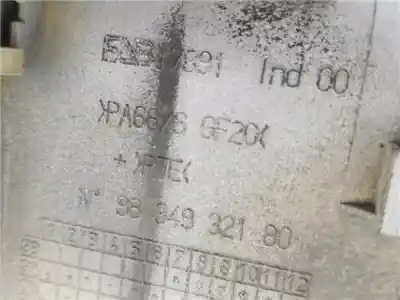 Ind 00
>PA66/6 GF20<
+ >PTE<
N° 98 349 321 80
1 2 3 4 5 6 7 8 9 10 11 12